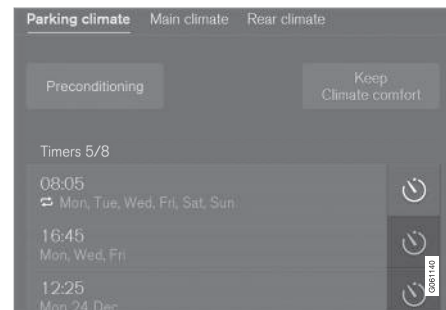 Parking climate Main climate Rear climate
Preconditioning
Keep
Climate comfort
Timers 5/8
08:05
Mon, Tue, Wed, Fri, Sat, Sun
16:45
Mon, Wed, Fri
12:25
Mon 24 Dec
G061140